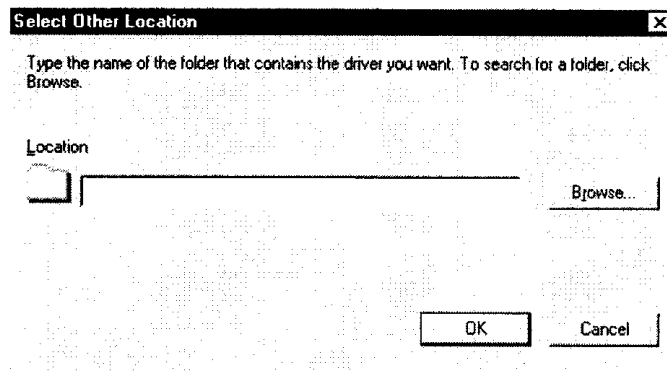 Select Other Location
Type the name of the folder that contains the driver you want. To search for a folder, click
Browse.
Location
Browse...
OK
Cancel